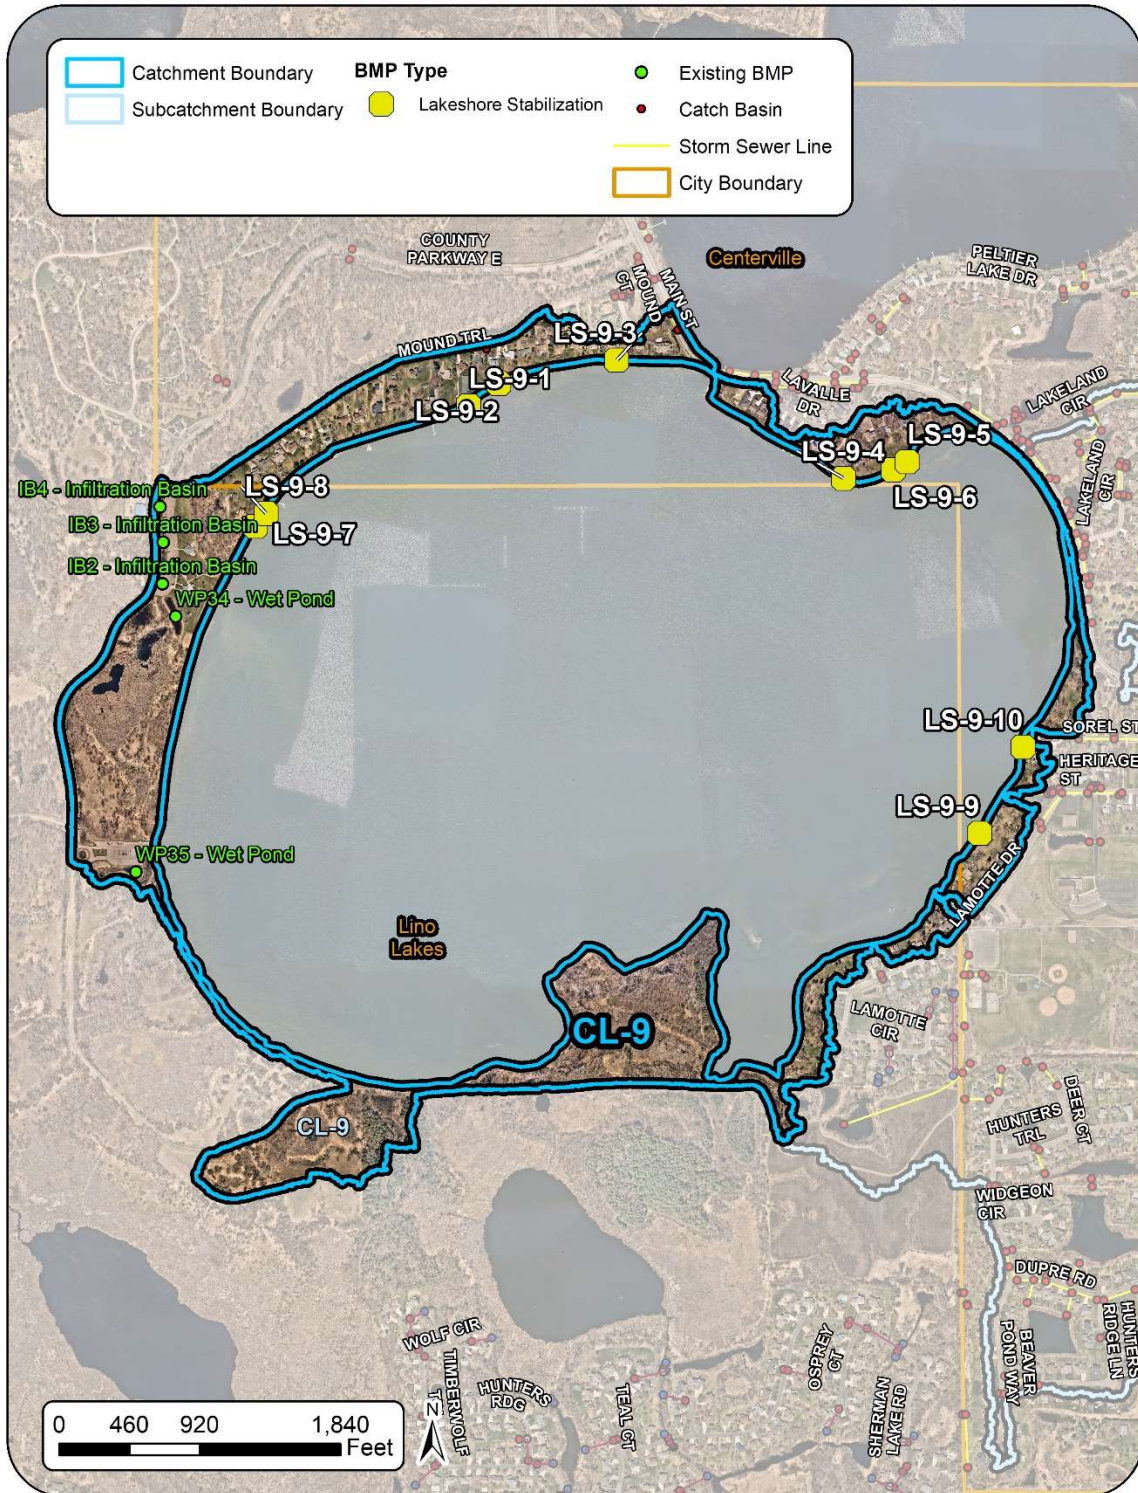 Catchment Boundary
Subcatchment Boundary
BMP Type
Lakeshore Stabilization
Existing BMP
Catch Basin
Storm Sewer Line
City Boundary
COUNTY
PARKWAY E
Centerville
PELTIER
LAKE DR
MOUND
CT
MAIN ST
MOUND TRL
LS-9-3
LS-9-1
LS-9-2
LAVALLE
DR
LAKELAND
CIR
LS-9-5
LS-9-4
LS-9-6
LAKELAND
CIR
LS-9-8
LS-9-7
IB4 - Infiltration Basin
IB3 - Infiltration Basin
IB2 - Infiltration Basin
WP34 - Wet Pond
LS-9-10
SOREL ST
HERITAGE
ST
LS-9-9
LAMOTTE DR
WP35 - Wet Pond
Lino
Lakes
CL-9
LAMOTTE
CIR
CL-9
HUNTERS
TRL
DEER CT
WIDGEON
CIR
DUPRE RD
HUNTERS
RIDGE LN
BEAVER
POND WAY
WOLF CIR
TIMBERWOLF
HUNTERS
RDG
TEAL CT
OSPREY
CT
SHERMAN
LAKE RD
N
0 460 920 1,840
Feet